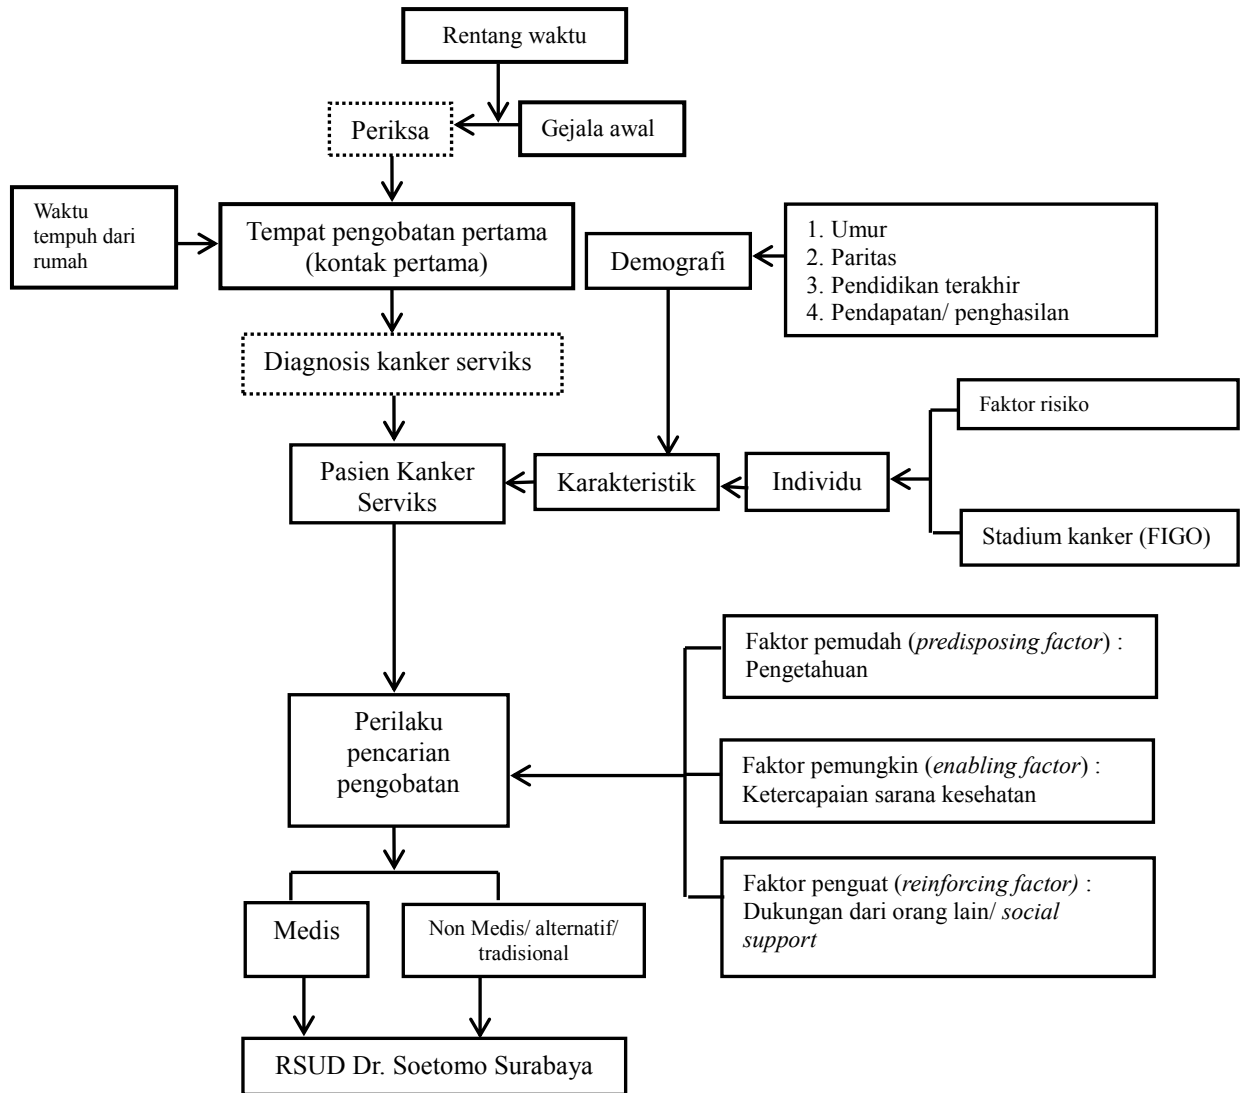 Rentang waktu
Periksa
Gejala awal
Waktu
tempuh dari
rumah
Tempat pengobatan pertama
(kontak pertama)
Demografi
1. Umur
2. Paritas
3. Pendidikan terakhir
4. Pendapatan/ penghasilan
Diagnosis kanker serviks
Faktor risiko
Pasien Kanker
Serviks
Karakteristik
Individu
Stadium kanker (FIGO)
Faktor pemudah (predisposing factor) :
Pengetahuan
Perilaku
pencarian
pengobatan
Faktor pemungkin (enabling factor) :
Ketercapaian sarana kesehatan
Faktor penguat (reinforcing factor) :
Dukungan dari orang lain/ social
support
Medis
Non Medis/ alternatif/
tradisional
RSUD Dr. Soetomo Surabaya